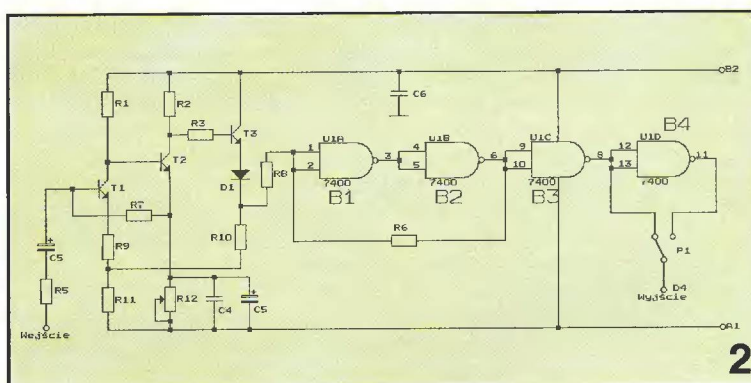 B2
C6
R1
R2
R3
T3
U1A
U1B
U1C
U1D
B4
1
2
3
4
5
6
9
10
8
12
13
11
7400
7400
7400
7400
T2
T1
D1
R8
B1
B2
B3
R7
R6
P1
R9
R10
C5
D4
Wyjście
R5
R11
R12
C4
C5
Wejście
A1
2